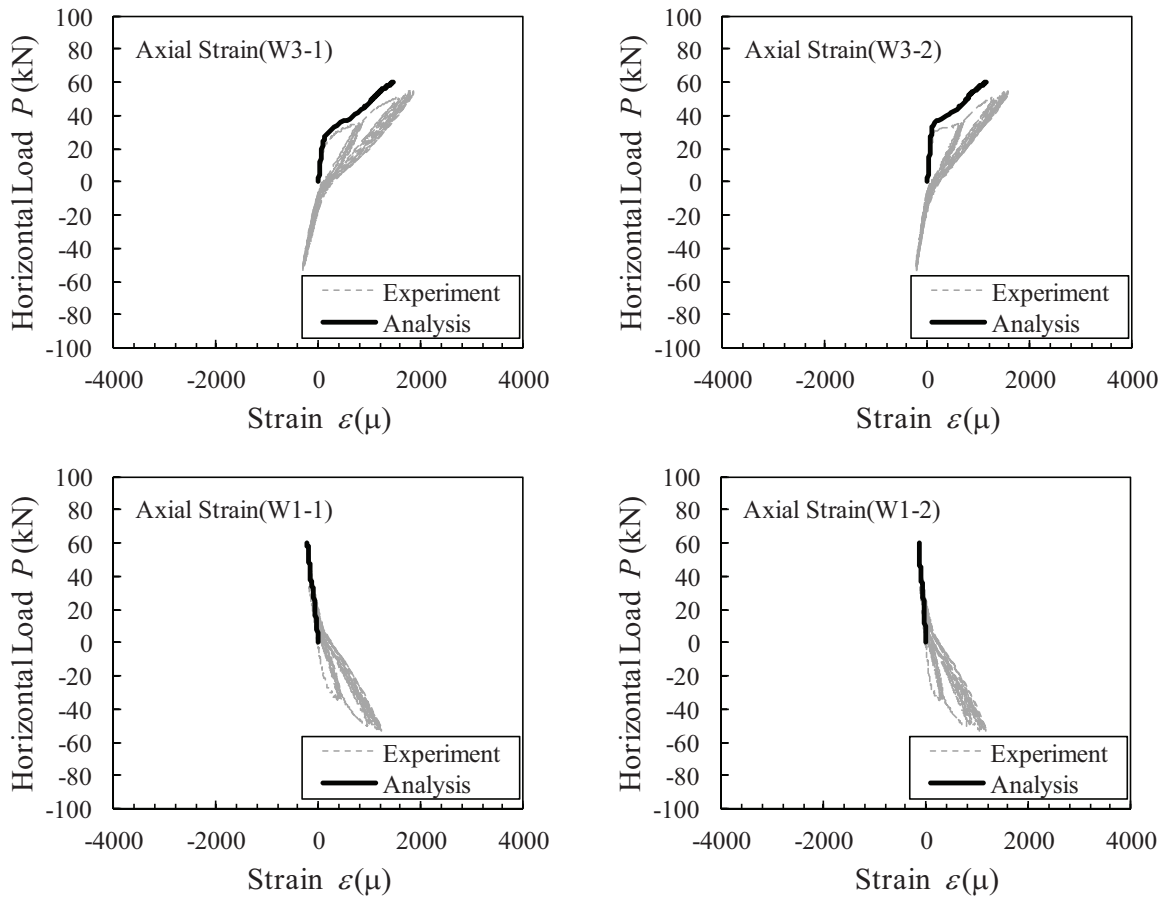 Axial Strain(W3-1)
Horizontal Load P (kN)
100
80
60
40
20
0
-20
-40
-60
-80
-100
Experiment
Analysis
-4000 -2000 0 2000 4000
Strain ε(μ)
Axial Strain(W3-2)
Horizontal Load P (kN)
100
80
60
40
20
0
-20
-40
-60
-80
-100
Experiment
Analysis
-4000 -2000 0 2000 4000
Strain ε(μ)
Axial Strain(W1-1)
Horizontal Load P (kN)
100
80
60
40
20
0
-20
-40
-60
-80
-100
Experiment
Analysis
-4000 -2000 0 2000 4000
Strain ε(μ)
Axial Strain(W1-2)
Horizontal Load P (kN)
100
80
60
40
20
0
-20
-40
-60
-80
-100
Experiment
Analysis
-4000 -2000 0 2000 4000
Strain ε(μ)